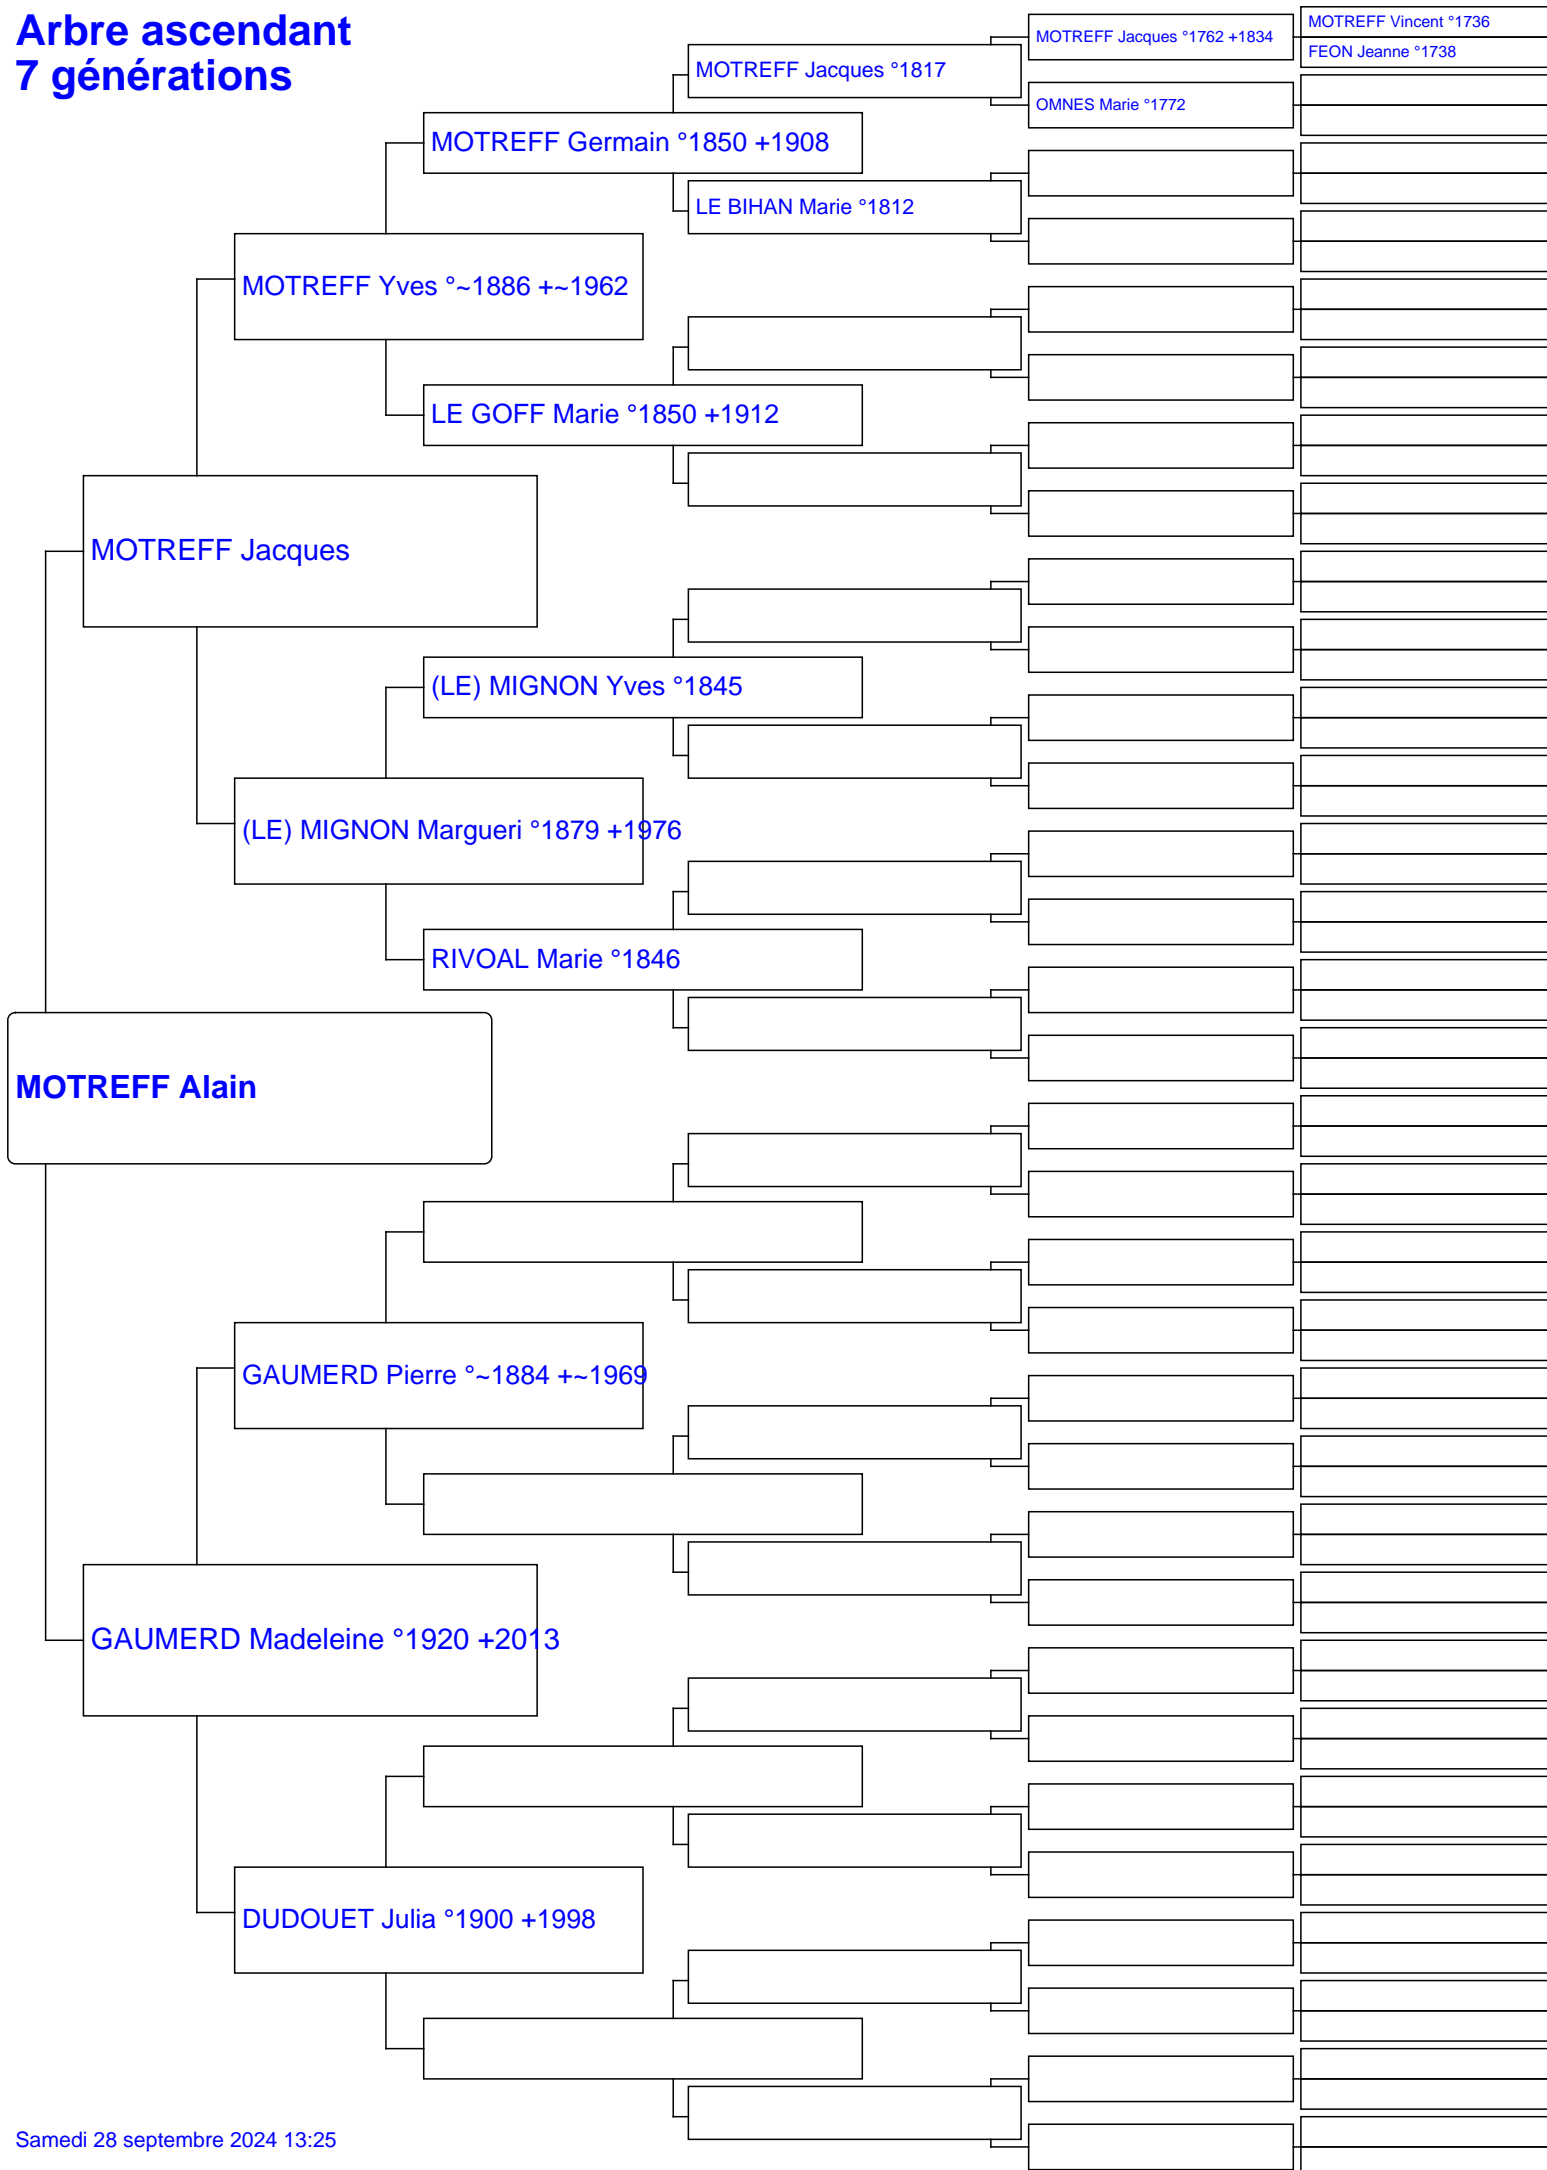 Arbre ascendant
7 générations
MOTREFF Vincent °1736
MOTREFF Jacques °1762 +1834
FEON Jeanne °1738
MOTREFF Jacques °1817
OMNES Marie °1772
MOTREFF Germain °1850 +1908
LE BIHAN Marie °1812
MOTREFF Yves °~1886 +~1962
LE GOFF Marie °1850 +1912
MOTREFF Jacques
(LE) MIGNON Yves °1845
(LE) MIGNON Margueri °1879 +1976
RIVOAL Marie °1846
MOTREFF Alain
GAUMERD Pierre °~1884 +~1969
GAUMERD Madeleine °1920 +2013
DUDOUET Julia °1900 +1998
Samedi 28 septembre 2024 13:25